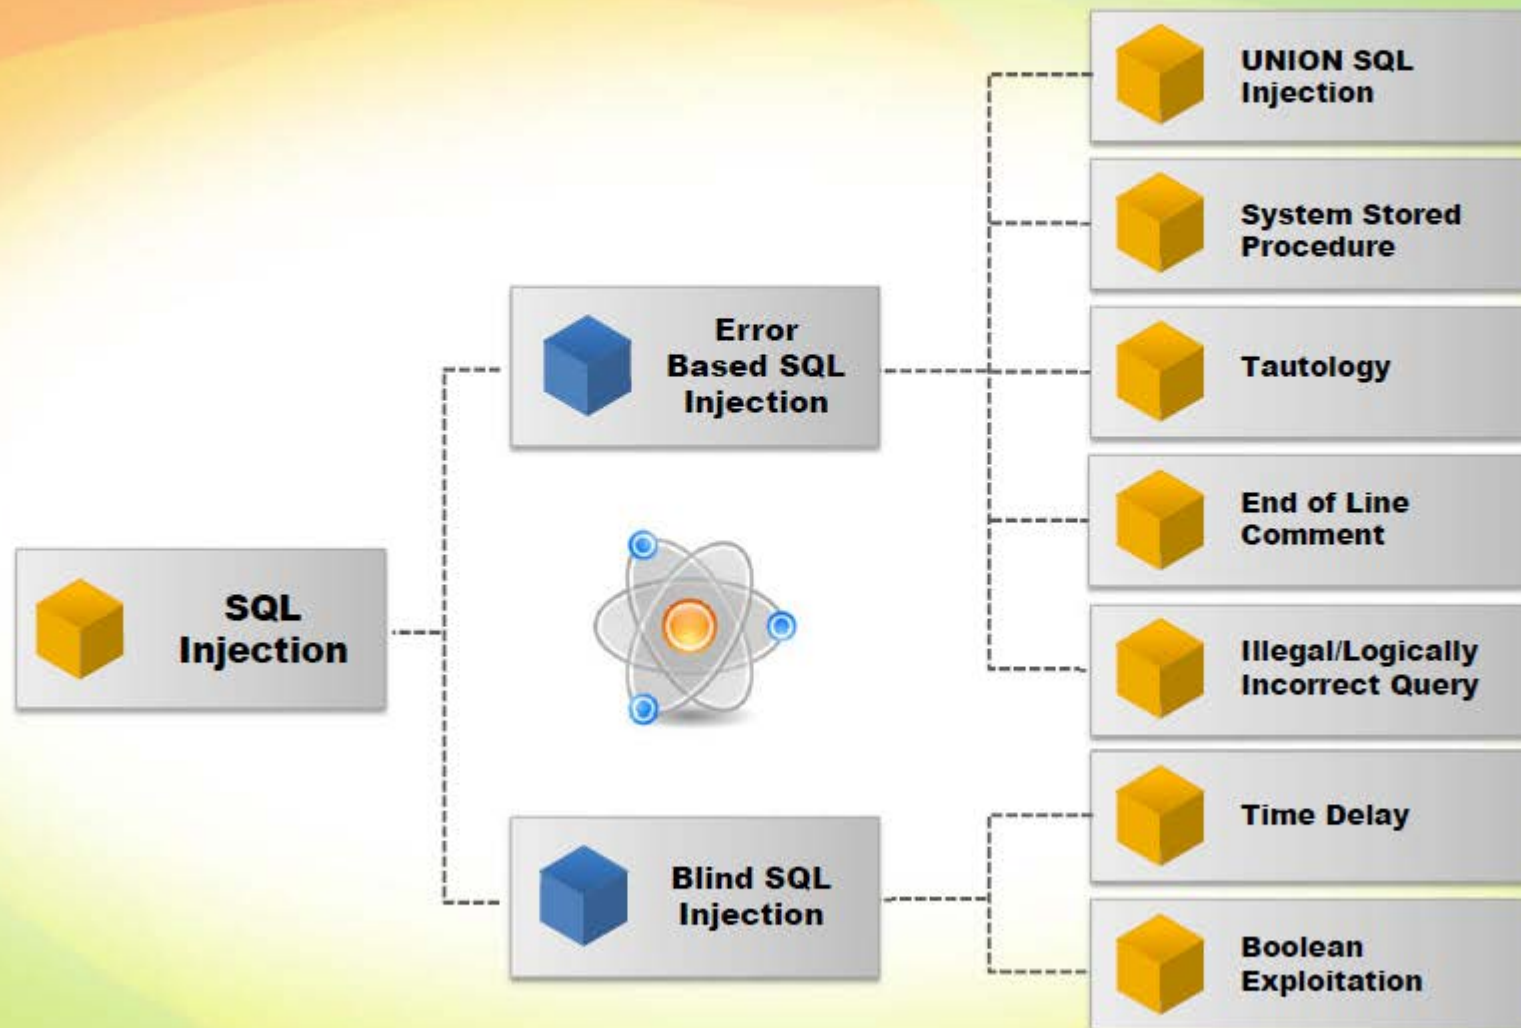 SQL
Injection
Error
Based SQL
Injection
Blind SQL
Injection
UNION SQL
Injection
System Stored
Procedure
Tautology
End of Line
Comment
Illegal/Logically
Incorrect Query
Time Delay
Boolean
Exploitation